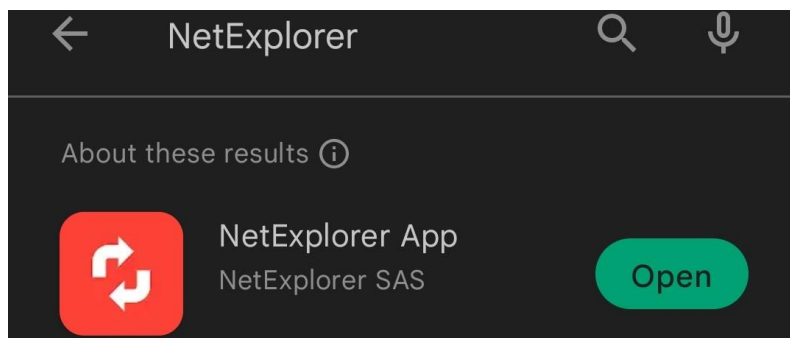 NetExplorer
About these results
NetExplorer App
NetExplorer SAS
Open